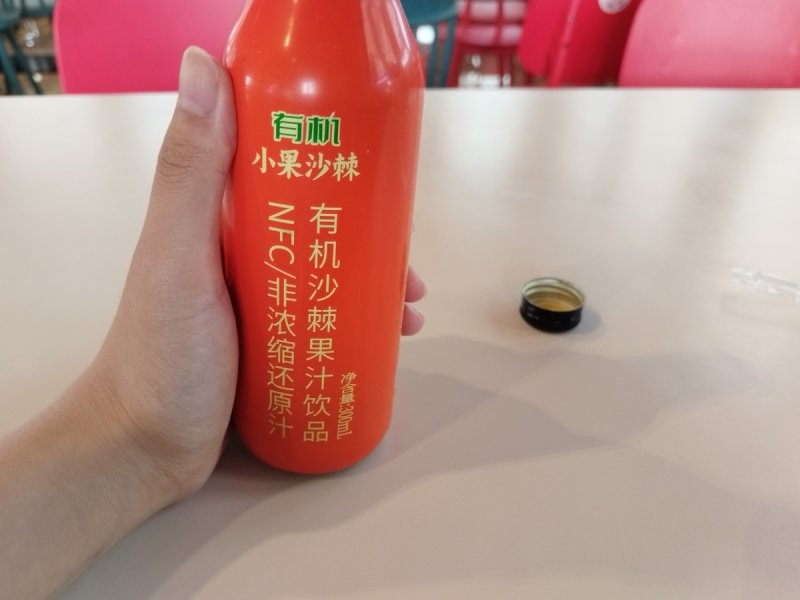 有机
小果沙棘
有机沙棘果汁饮品
NFC/非浓缩还原汁
净含量:300mL